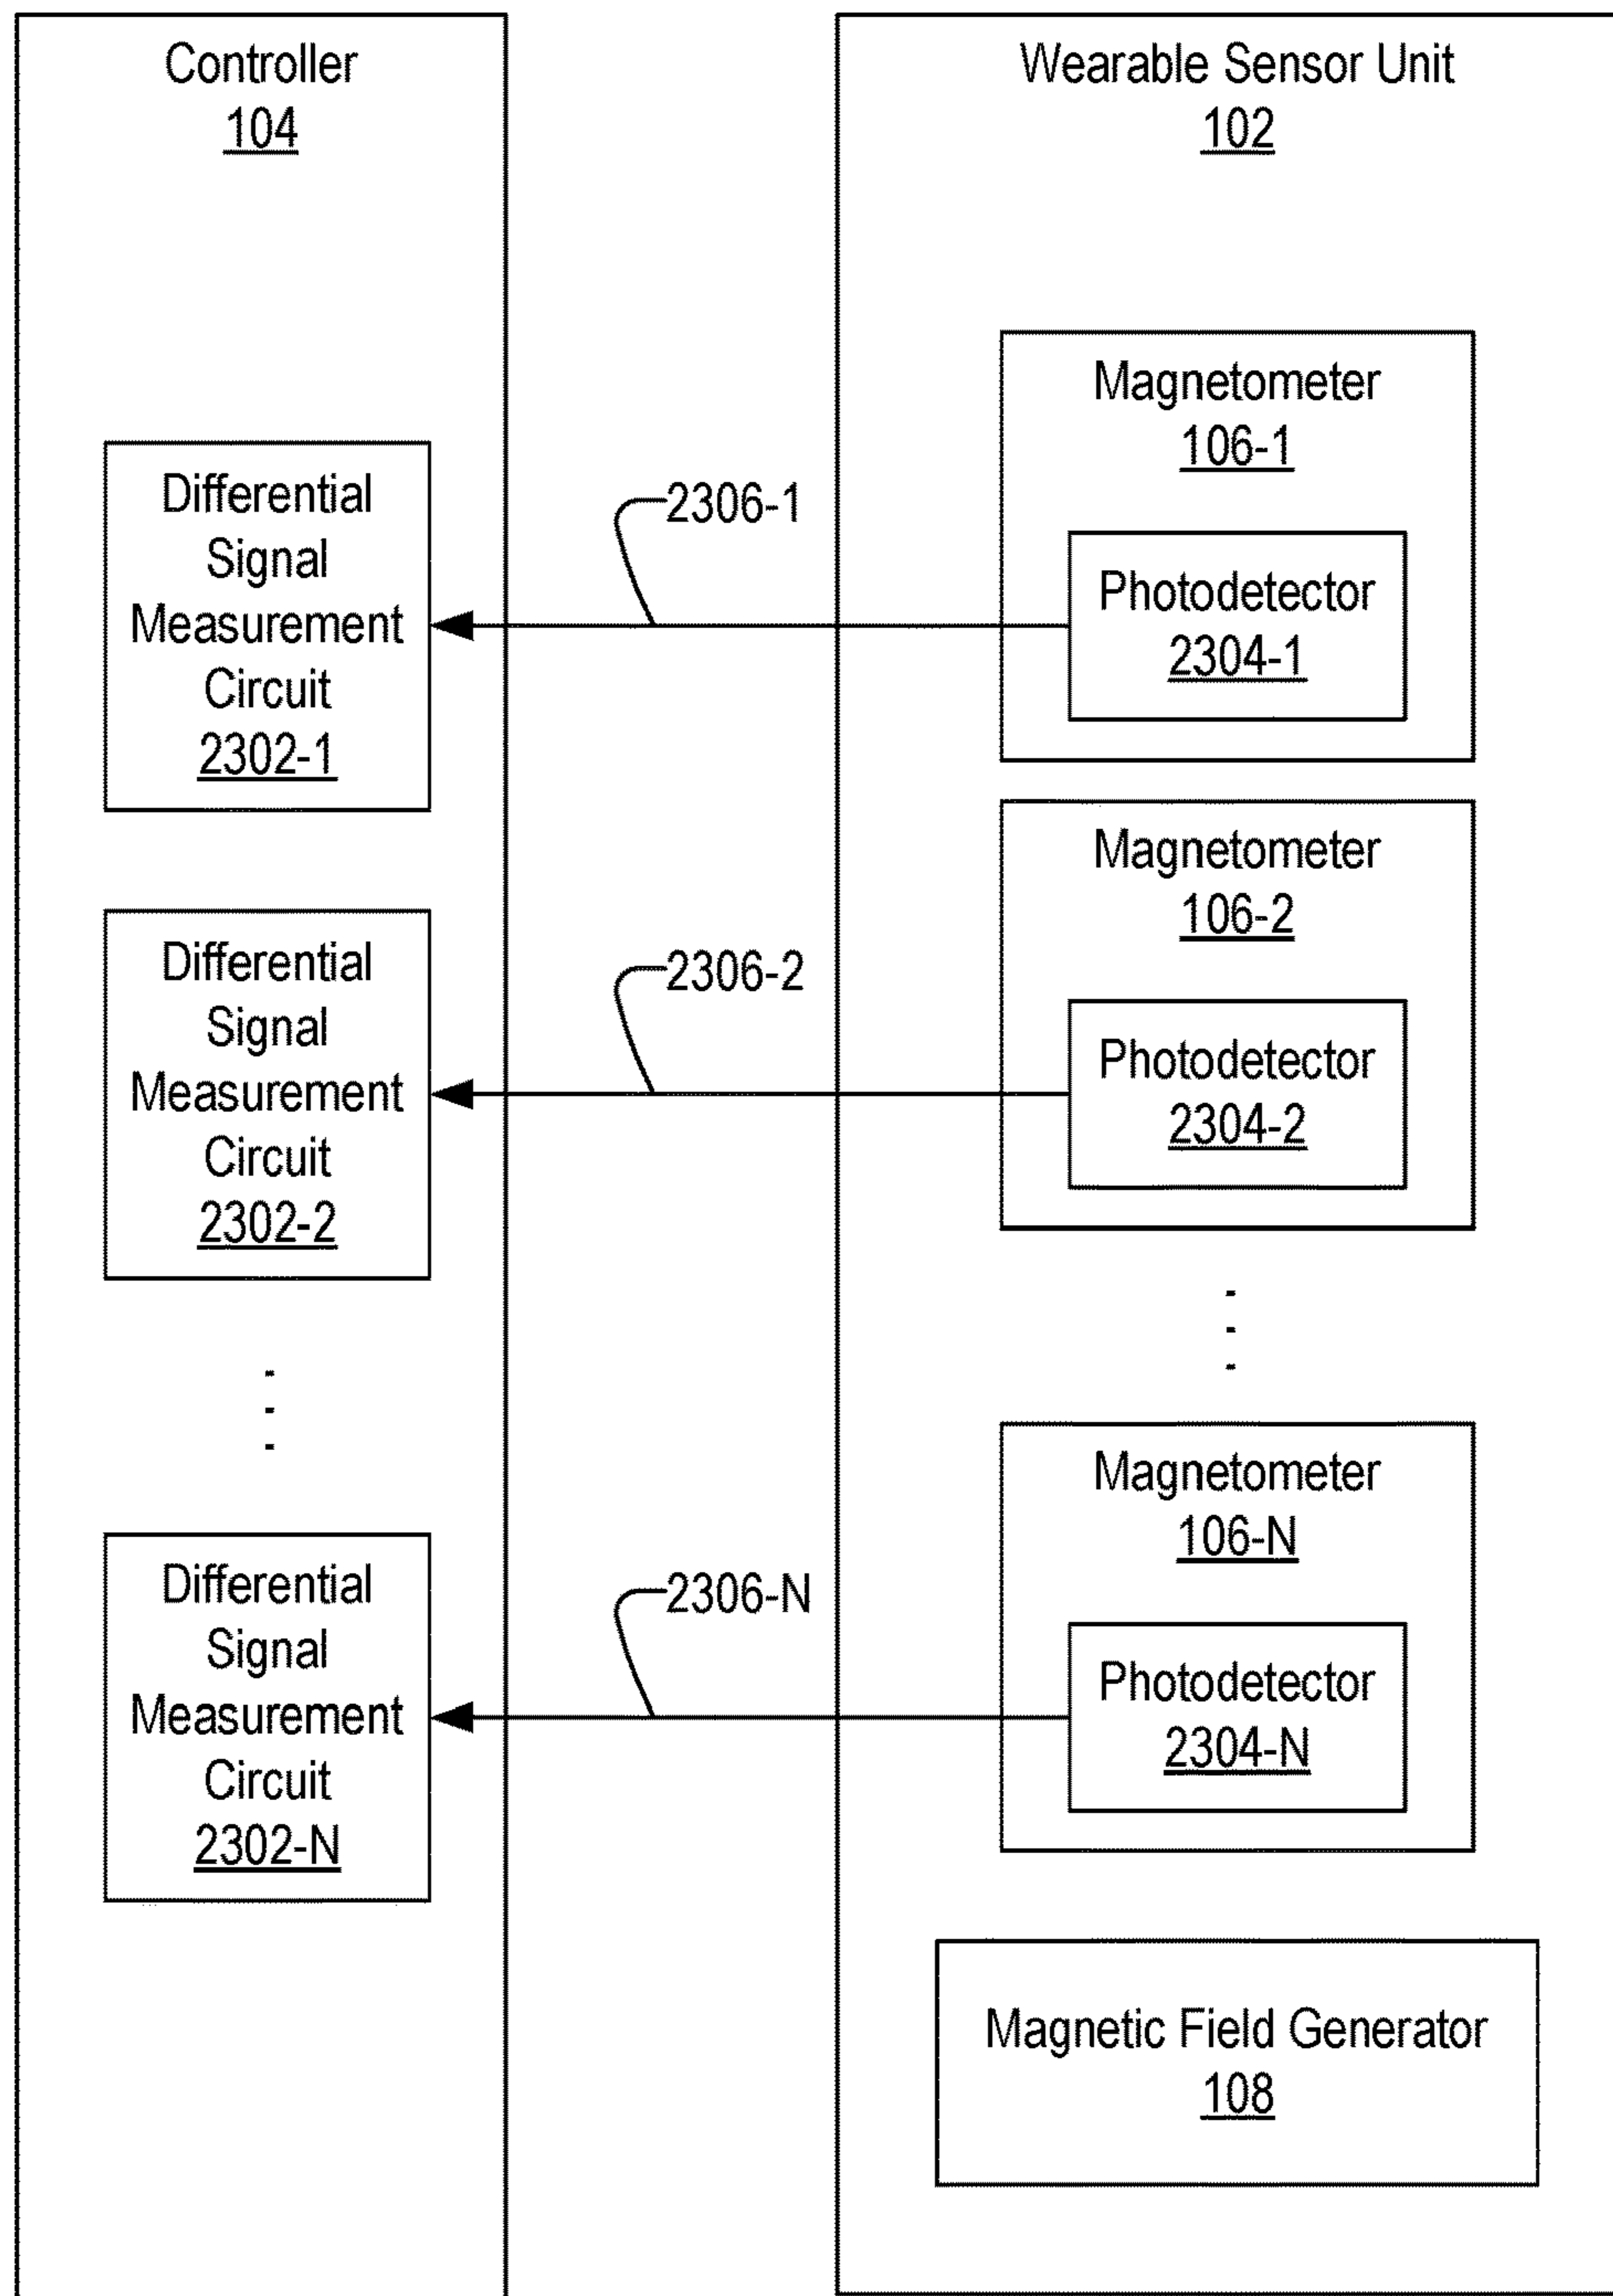 Controller
104
Wearable Sensor Unit
102
Differential
Signal
Measurement
Circuit
2302-1
2306-1
Magnetometer
106-1
Photodetector
2304-1
Differential
Signal
Measurement
Circuit
2302-2
2306-2
Magnetometer
106-2
Photodetector
2304-2
Differential
Signal
Measurement
Circuit
2302-N
2306-N
Magnetometer
106-N
Photodetector
2304-N
Magnetic Field Generator
108